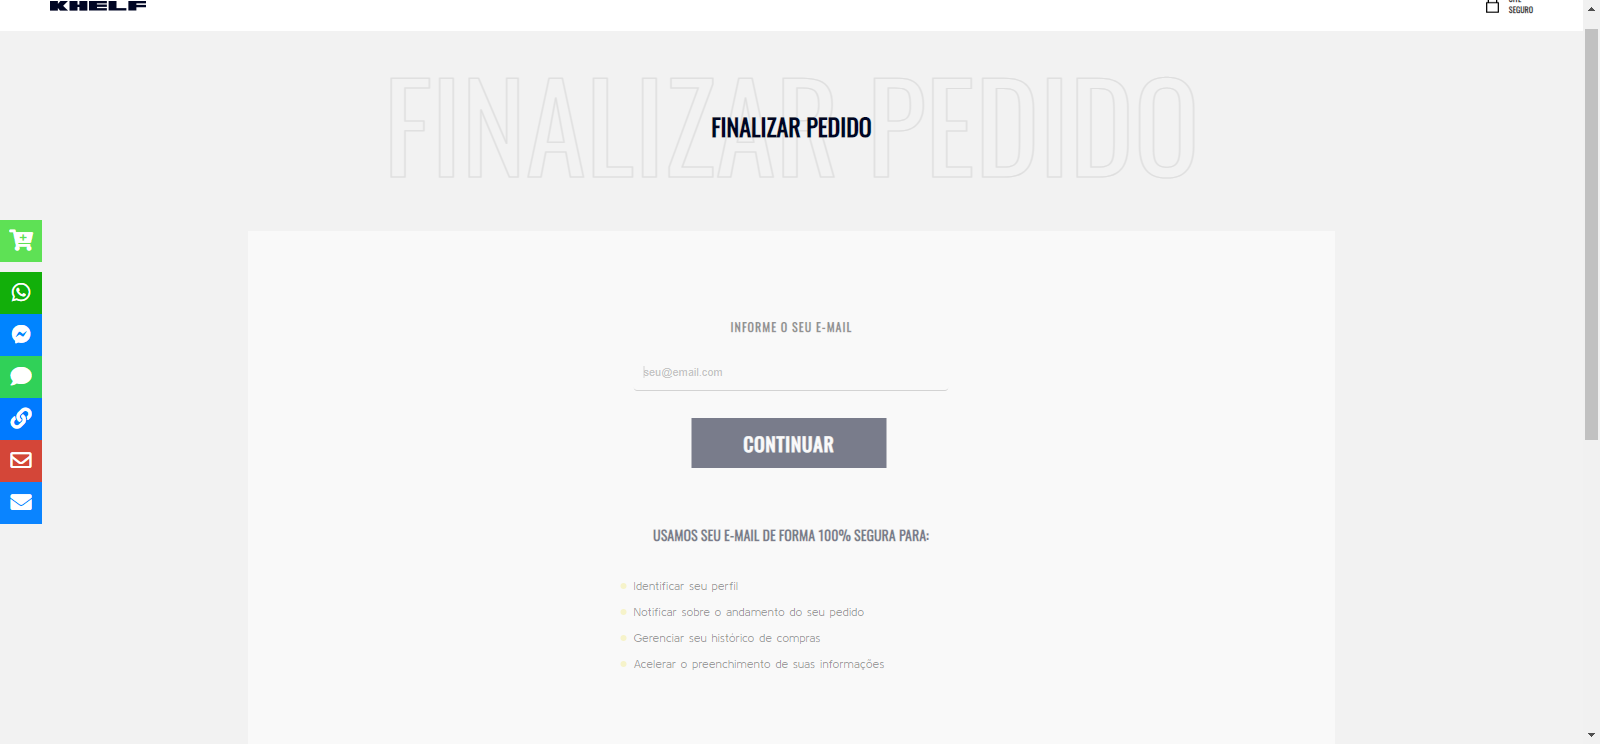 KHELF
SEGURO
FINALIZAR PEDIDO
FINALIZAR PEDIDO
INFORME O SEU E-MAIL
seu@email.com
CONTINUAR
USAMOS SEU E-MAIL DE FORMA 100% SEGURA PARA:
Identificar seu perfil
Notificar sobre o andamento do seu pedido
Gerenciar seu histórico de compras
Acelerar o preenchimento de suas informações